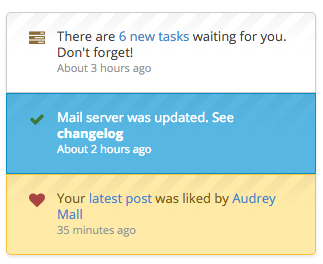 There are 6 new tasks waiting for you.
Don't forget!
About 3 hours ago
Mail server was updated. See
changelog
About 2 hours ago
Your latest post was liked by Audrey
Mall
35 minutes ago